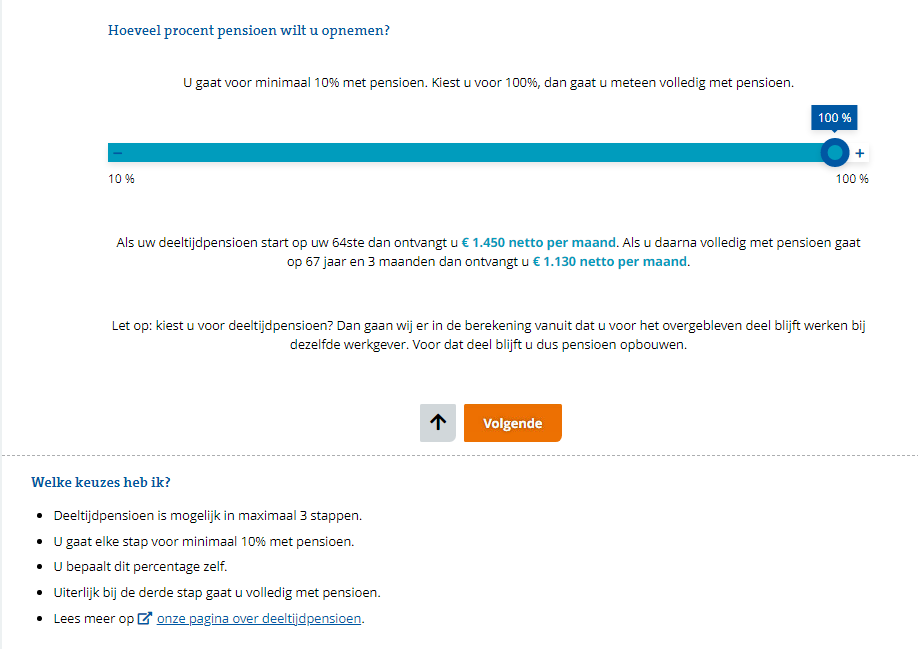 Hoeveel procent pensioen wilt u opnemen?
U gaat voor minimaal 10% met pensioen. Kiest u voor 100%, dan gaat u meteen volledig met pensioen.
100 %
− +
10 % 100 %
Als uw deeltijdpensioen start op uw 64ste dan ontvangt u € 1.450 netto per maand. Als u daarna volledig met pensioen gaat
op 67 jaar en 3 maanden dan ontvangt u € 1.130 netto per maand.
Let op: kiest u voor deeltijdpensioen? Dan gaan wij er in de berekening vanuit dat u voor het overgebleven deel blijft werken bij
dezelfde werkgever. Voor dat deel blijft u dus pensioen opbouwen.
Volgende
Welke keuzes heb ik?
• Deeltijdpensioen is mogelijk in maximaal 3 stappen.
• U gaat elke stap voor minimaal 10% met pensioen.
• U bepaalt dit percentage zelf.
• Uiterlijk bij de derde stap gaat u volledig met pensioen.
• Lees meer op onze pagina over deeltijdpensioen.